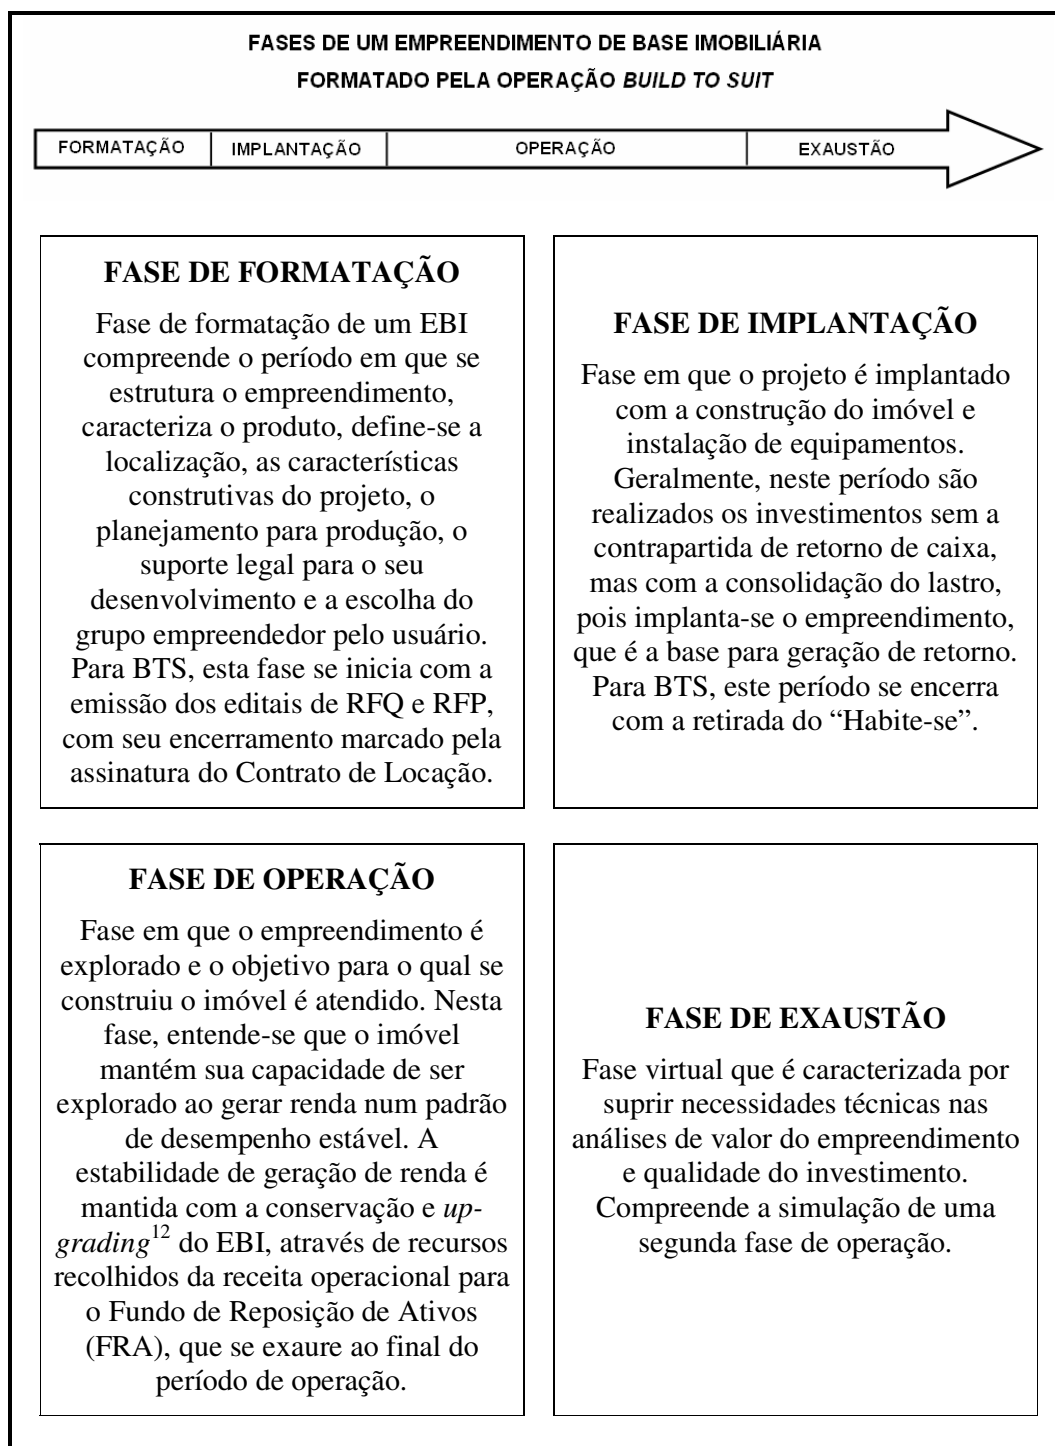 FASES DE UM EMPREENDIMENTO DE BASE IMOBILIÁRIA
FORMATADO PELA OPERAÇÃO BUILD TO SUIT
FORMATAÇÃO IMPLANTAÇÃO OPERAÇÃO EXAUSTÃO
FASE DE FORMATAÇÃO
Fase de formatação de um EBI
compreende o período em que se
estrutura o empreendimento,
caracteriza o produto, define-se a
localização, as características
construtivas do projeto, o
planejamento para produção, o
suporte legal para o seu
desenvolvimento e a escolha do
grupo empreendedor pelo usuário.
Para BTS, esta fase se inicia com a
emissão dos editais de RFQ e RFP,
com seu encerramento marcado pela
assinatura do Contrato de Locação.
FASE DE IMPLANTAÇÃO
Fase em que o projeto é implantado
com a construção do imóvel e
instalação de equipamentos.
Geralmente, neste período são
realizados os investimentos sem a
contrapartida de retorno de caixa,
mas com a consolidação do lastro,
pois implanta-se o empreendimento,
que é a base para geração de retorno.
Para BTS, este período se encerra
com a retirada do “Habite-se”.
FASE DE OPERAÇÃO
Fase em que o empreendimento é
explorado e o objetivo para o qual se
construiu o imóvel é atendido. Nesta
fase, entende-se que o imóvel
mantém sua capacidade de ser
explorado ao gerar renda num padrão
de desempenho estável. A
estabilidade de geração de renda é
mantida com a conservação e up-
grading12 do EBI, através de recursos
recolhidos da receita operacional para
o Fundo de Reposição de Ativos
(FRA), que se exaure ao final do
período de operação.
FASE DE EXAUSTÃO
Fase virtual que é caracterizada por
suprir necessidades técnicas nas
análises de valor do empreendimento
e qualidade do investimento.
Compreende a simulação de uma
segunda fase de operação.